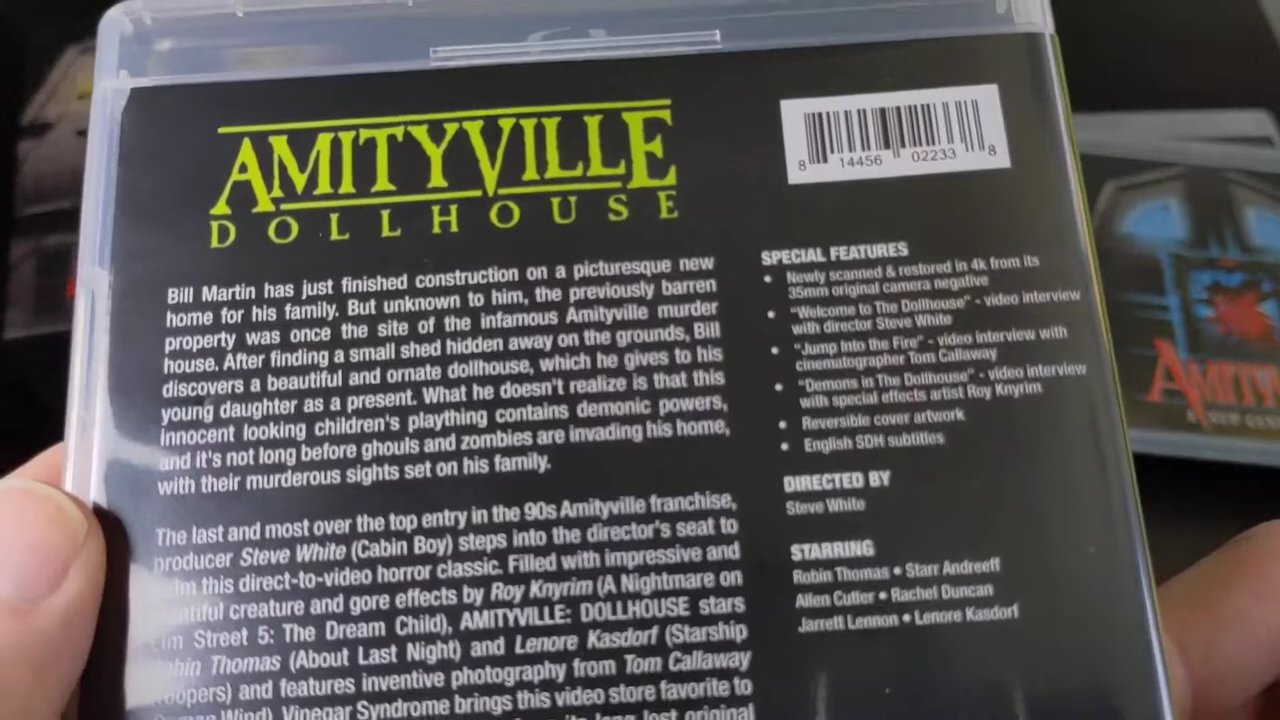 AMITYVILLE
DOLLHOUSE
Bill Martin has just finished construction on a picturesque new
home for his family. But unknown to him, the previously barren
property was once the site of the infamous Amityville murder
house. After finding a small shed hidden away on the grounds, Bill
discovers a beautiful and ornate dollhouse, which he gives to his
young daughter as a present. What he doesn't realize is that this
innocent looking children's plaything contains demonic powers,
and it's not long before ghouls and zombies are invading his home,
with their murderous sights set on his family.
The last and most over the top entry in the 90s Amityville franchise,
producer Steve White (Cabin Boy) steps into the director's seat to
this direct-to-video horror classic. Filled with impressive and
creature and gore effects by Roy Knyrim (A Nightmare on
Elm Street 5: The Dream Child), AMITYVILLE: DOLLHOUSE stars
Robin Thomas (About Last Night) and Lenore Kasdorf (Starship
Troopers) and features inventive photography from Tom Callaway
Wind). Vinegar Syndrome brings this video store favorite to
its long lost original
8 14456 02233 8
SPECIAL FEATURES
• Newly scanned & restored in 4k from its
35mm original camera negative
• "Welcome to The Dollhouse" - video interview
with director Steve White
• "Jump Into the Fire" - video interview with
cinematographer Tom Callaway
• "Demons in The Dollhouse" - video interview
with special effects artist Roy Knyrim
• Reversible cover artwork
• English SDH subtitles
DIRECTED BY
Steve White
STARRING
Robin Thomas • Starr Andreeff
Allen Cutler • Rachel Duncan
Jarrett Lennon • Lenore Kasdorf